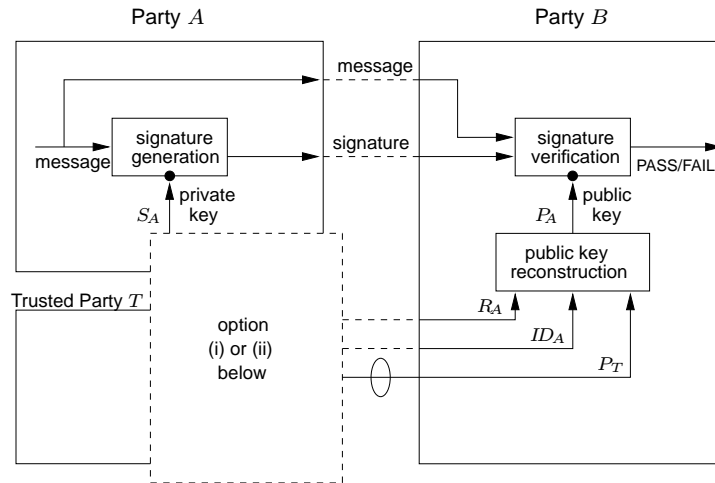 Party A
Party B
message
signature
signature
generation
message
signature
verification
PASS/FAIL
S_A
private
key
P_A
public
key
public key
reconstruction
Trusted Party T
option
(i) or (ii)
below
R_A
ID_A
P_T